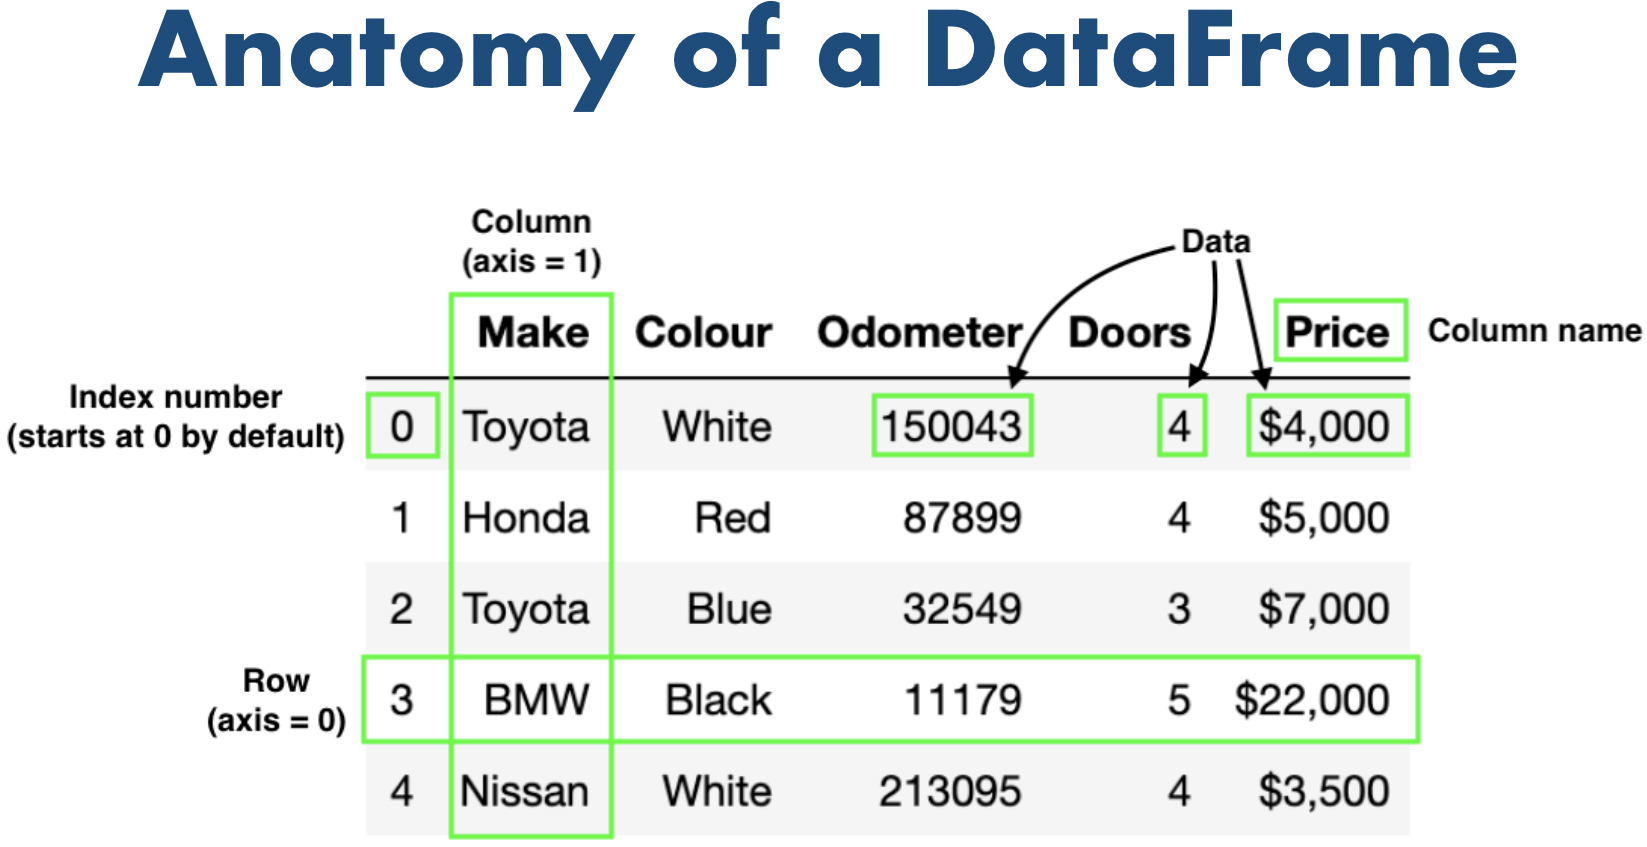 Anatomy of a DataFrame
Column
(axis = 1)
Data
Make Colour Odometer Doors Price Column name
Index number
(starts at 0 by default)
0 Toyota White 150043 4 $4,000
1 Honda Red 87899 4 $5,000
2 Toyota Blue 32549 3 $7,000
Row
(axis = 0)
3 BMW Black 11179 5 $22,000
4 Nissan White 213095 4 $3,500